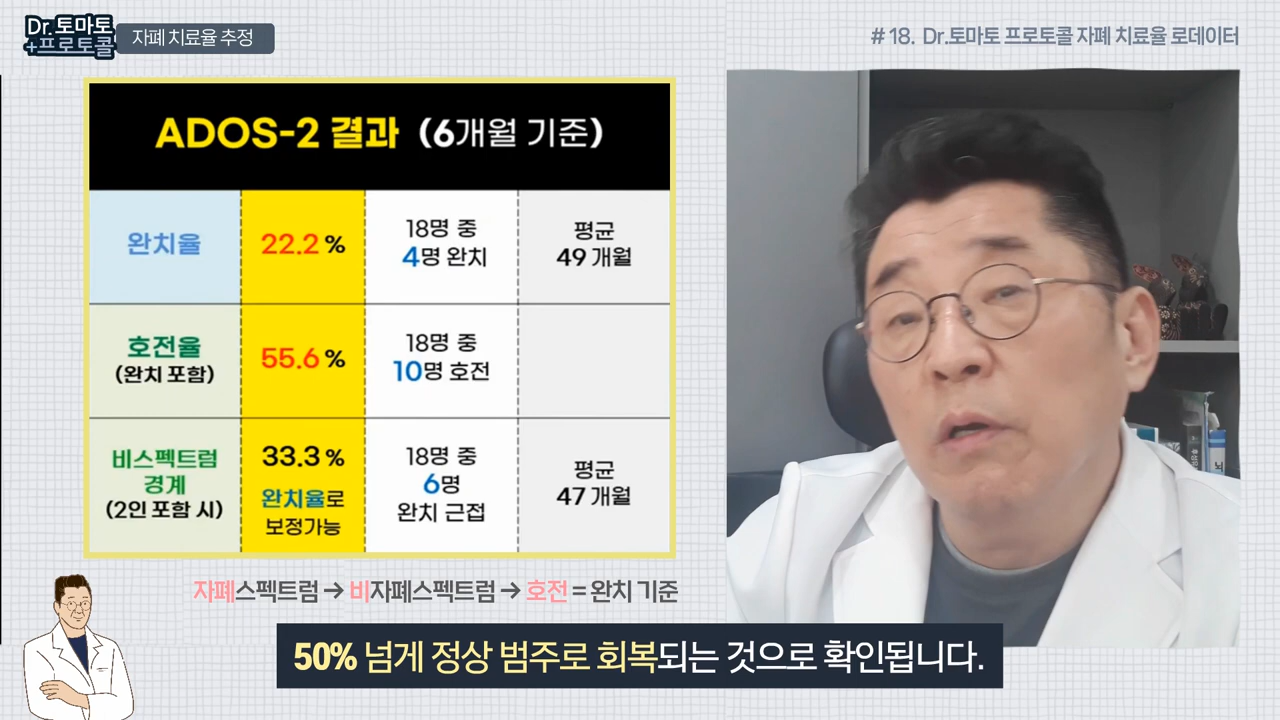 Dr.토마토
+프로토콜
자폐 치료율 추정
# 18. Dr.토마토 프로토콜 자폐 치료율 로데이터
ADOS-2 결과 (6개월 기준)
완치율
22.2 %
18명 중
4명 완치
평균
49 개월
호전율
(완치 포함)
55.6 %
18명 중
10명 호전
비스펙트럼
경계
(2인 포함 시)
33.3 %
완치율로
보정가능
18명 중
6명
완치 근접
평균
47 개월
자폐스펙트럼 → 비자폐스펙트럼 → 호전 = 완치 기준
50% 넘게 정상 범주로 회복되는 것으로 확인됩니다.